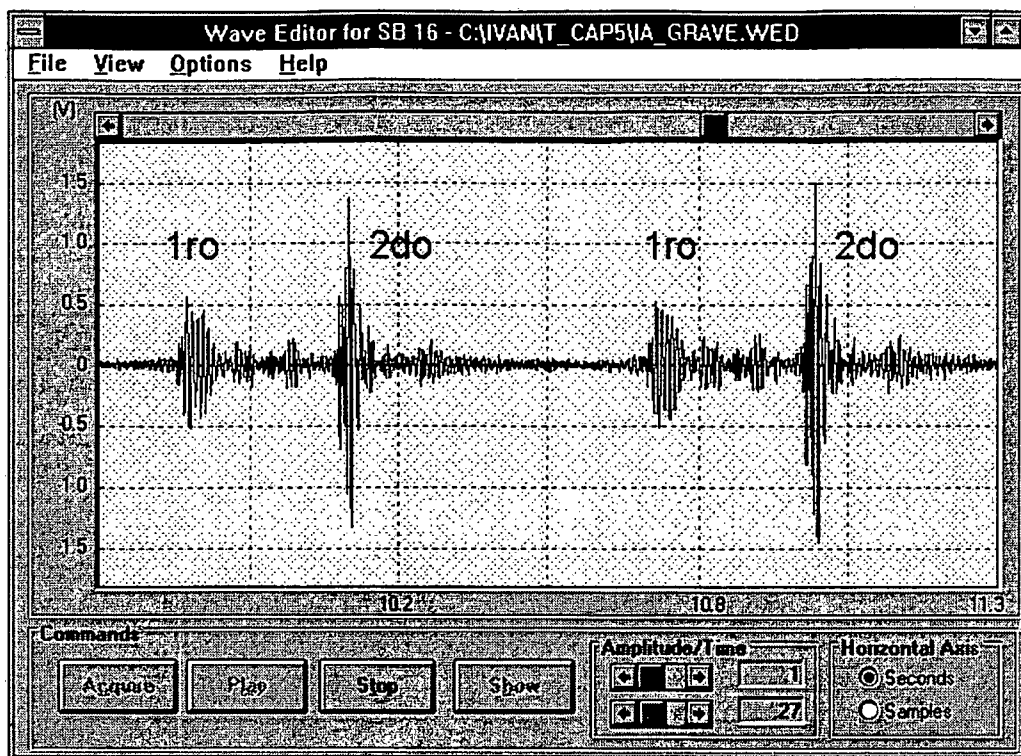 Wave Editor for SB 16 - C:\IVAN\T_CAP5\IA_GRAVE.WED
File View Options Help
(V)
1.5
1ro 2do 1ro 2do
1.0
0.5
0
0.5
1.0
1.5
10.2 10.8 11.3
Commands
Acquire Play Stop Show
Amplitude/Time
1
27
Horizontal Axis
Seconds
Samples